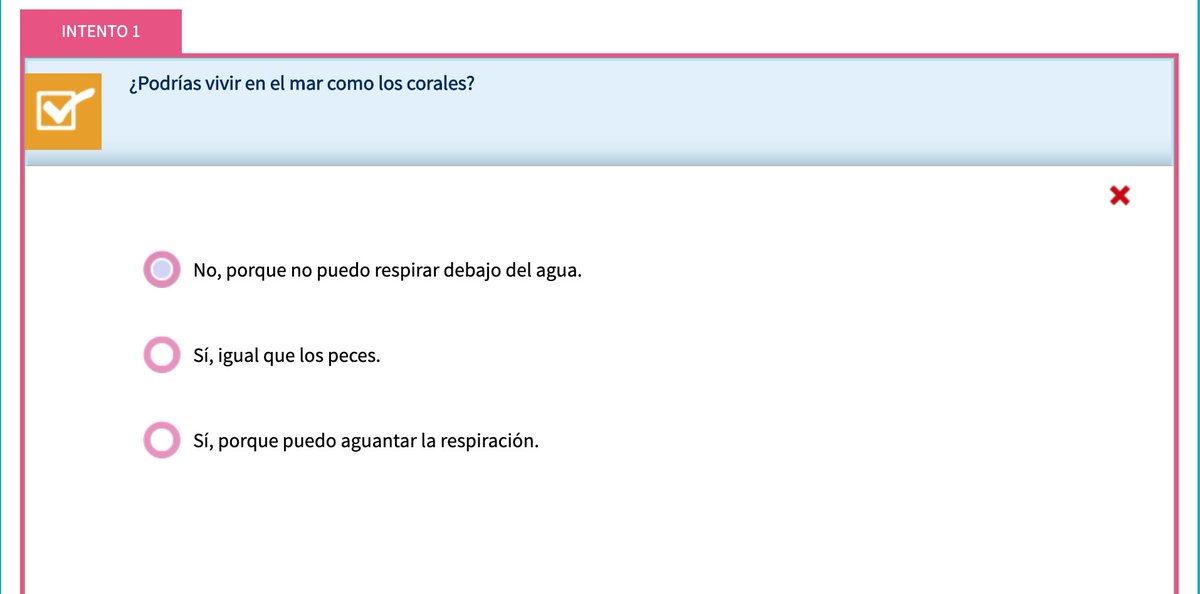 INTENTO 1
¿Podrías vivir en el mar como los corales?
No, porque no puedo respirar debajo del agua.
Sí, igual que los peces.
Sí, porque puedo aguantar la respiración.